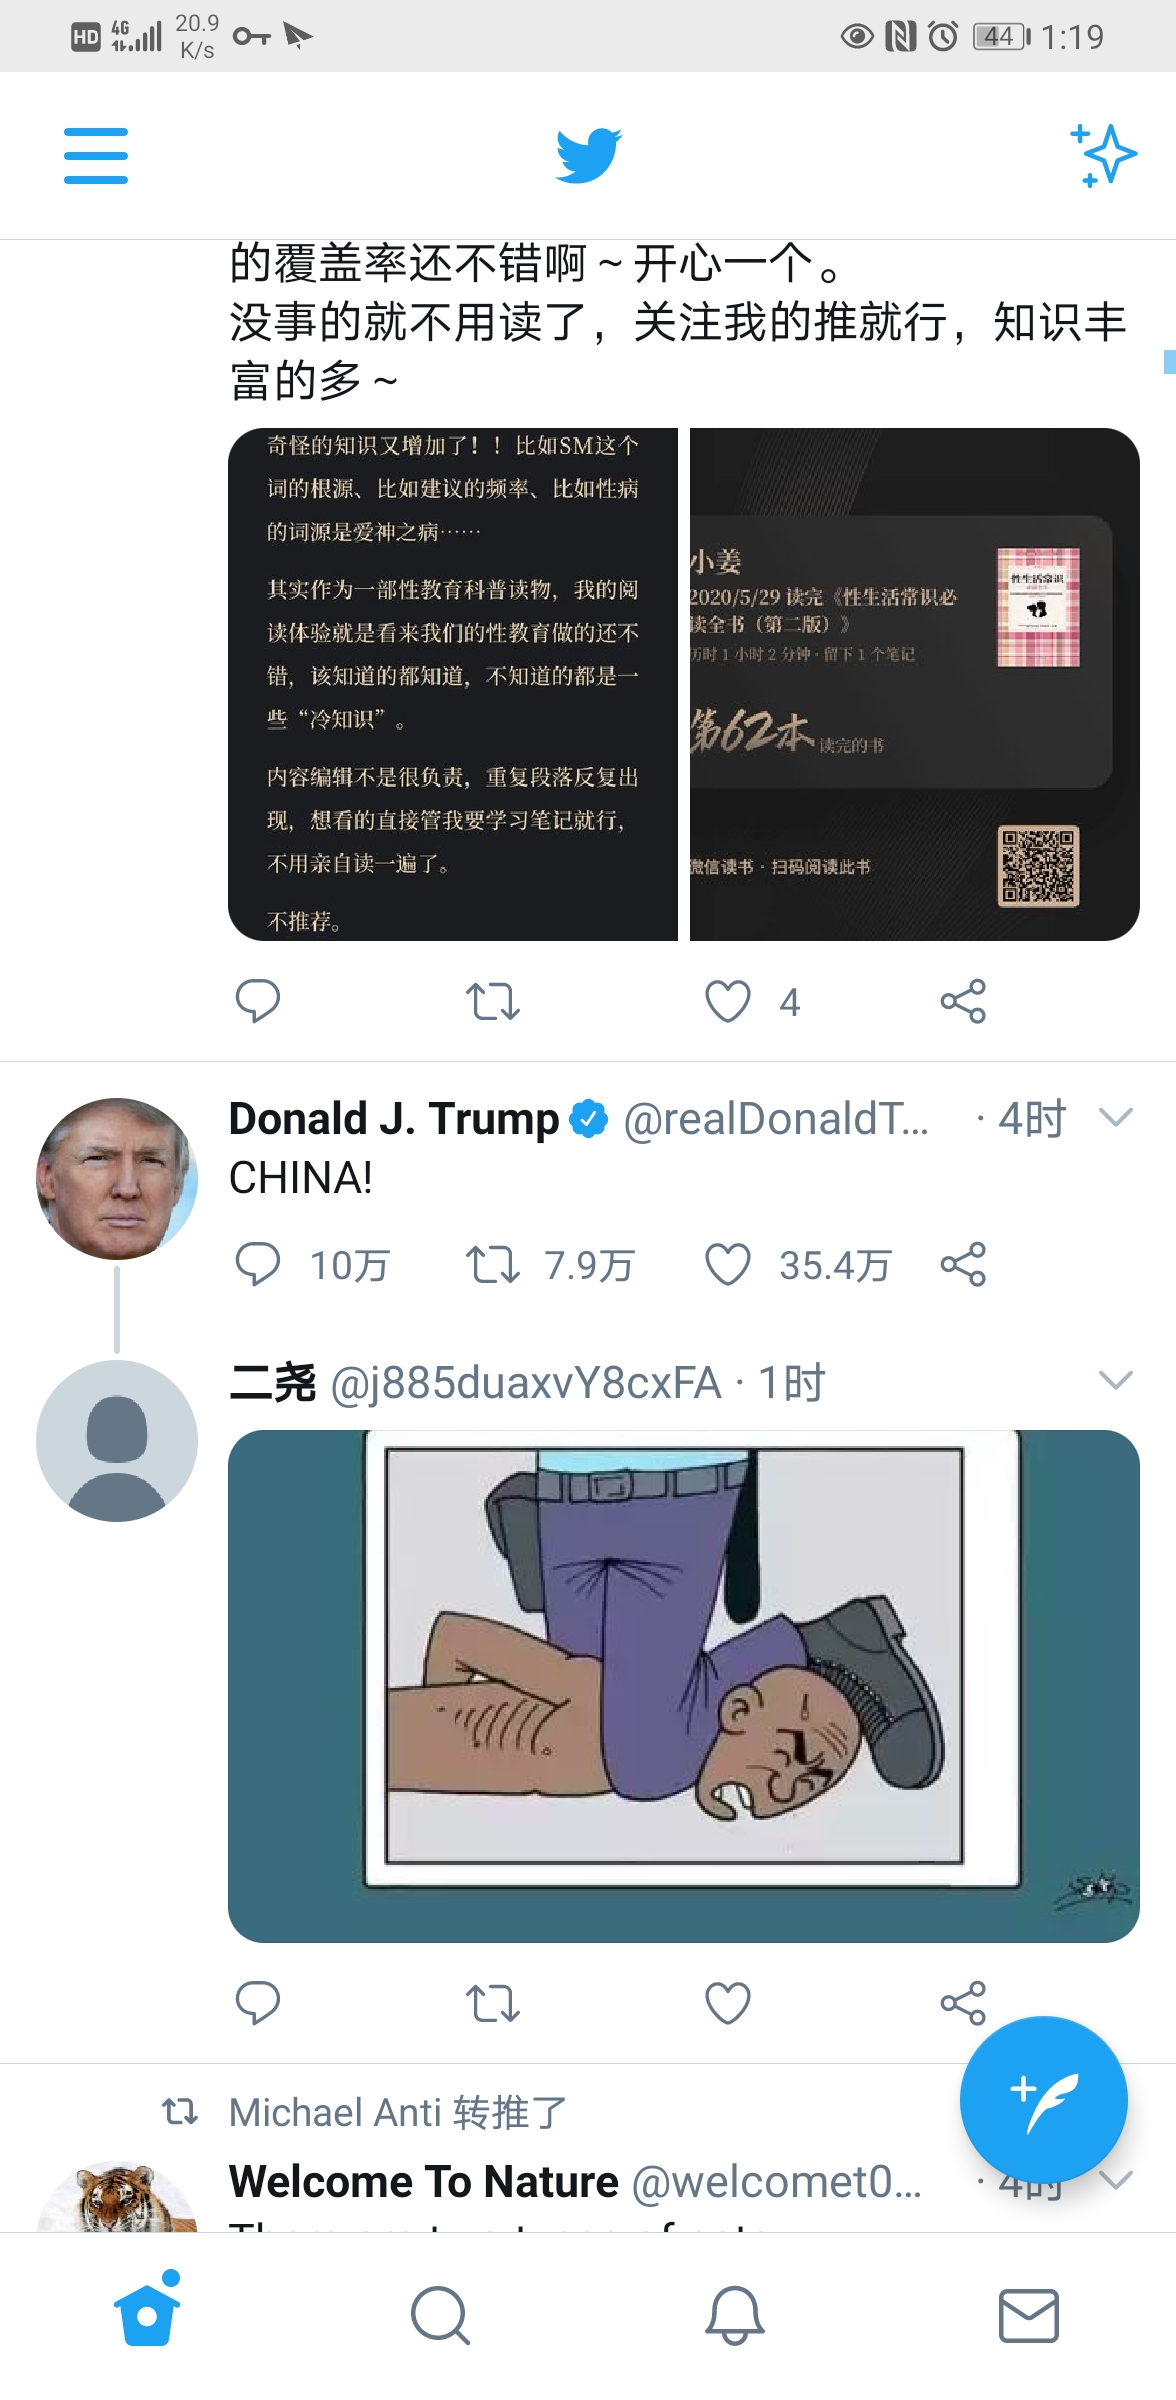 HD 4G 20.9 K/s 44 1:19
的覆盖率还不错啊~开心一个。
没事的就不用读了，关注我的推就行，知识丰
富的多~
奇怪的知识又增加了！！比如SM这个
词的根源、比如建议的频率、比如性病
的词源是爱神之病……
其实作为一部性教育科普读物，我的阅
读体验就是看来我们的性教育做的还不
错，该知道的都知道，不知道的都是一
些“冷知识”。
内容编辑不是很负责，重复段落反复出
现，想看的直接管我要学习笔记就行，
不用亲自读一遍了。
不推荐。
小姜
2020/5/29 读完《性生活常识必
读全书（第二版）》
历时 1 小时 2 分钟 · 留下 1 个笔记
第62本 读完的书
微信读书 · 扫码阅读此书
性生活常识
4
Donald J. Trump @realDonaldT... · 4时
CHINA!
10万 7.9万 35.4万
二尧 @j885duaxvY8cxFA · 1时
Michael Anti 转推了
Welcome To Nature @welcomet0... · 4时